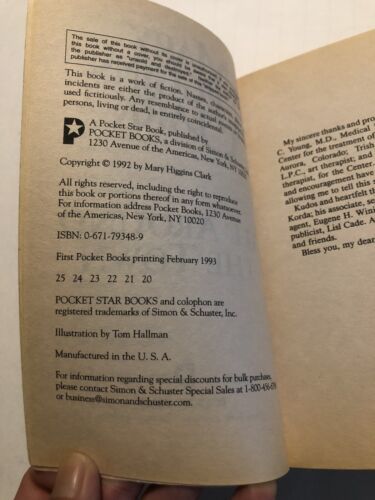 The sale of this book without its cover is
this book without a cover, you should
the publisher as "unsold and destroyed."
publisher has received payment for the sale of
This book is a work of fiction. Names, characters,
incidents are either the product of the author's
used fictitiously. Any resemblance to actual
persons, living or dead, is entirely coincidental.
A Pocket Star Book, published by
POCKET BOOKS, a division of Simon & Schuster
1230 Avenue of the Americas, New York, NY
Copyright © 1992 by Mary Higgins Clark
All rights reserved, including the right to reproduce
this book or portions thereof in any form whatsoever.
For information address Pocket Books, 1230 Avenue
of the Americas, New York, NY 10020
ISBN: 0-671-79348-9
First Pocket Books printing February 1993
25 24 23 22 21 20
POCKET STAR BOOKS and colophon are
registered trademarks of Simon & Schuster, Inc.
Illustration by Tom Hallman
Manufactured in the U. S. A.
For information regarding special discounts for bulk purchases,
please contact Simon & Schuster Special Sales at 1-800-456-
or business@simonandschuster.com
My sincere thanks and
C. Young, M.D., Medical
Center for the treatment of
Aurora, Colorado; Trish
L.P.C., art therapist; and
therapist, for the Center.
and encouragement have
allowing me to tell this
Kudos and heartfelt
Korda; his associate,
agent, Eugene H. Winick
publicist, Lisl Cade.
and friends.
Bless you, my dear